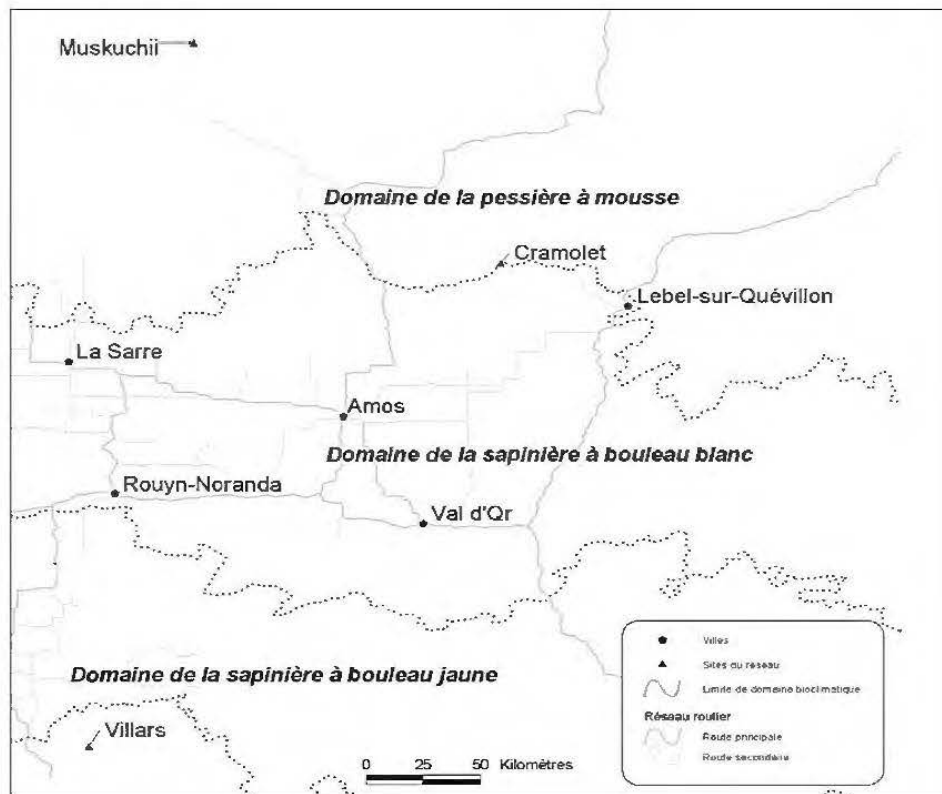 Muskuchii
Domaine de la pessière à mousse
Cramolet
Lebel-sur-Quévillon
La Sarre
Amos
Domaine de la sapinière à bouleau blanc
Rouyn-Noranda
Val d'Or
Domaine de la sapinière à bouleau jaune
Villars
0 25 50 Kilomètres
Villes
Sites du réseau
Limite de domaine bioclimatique
Réseau routier
Route principale
Route secondaire